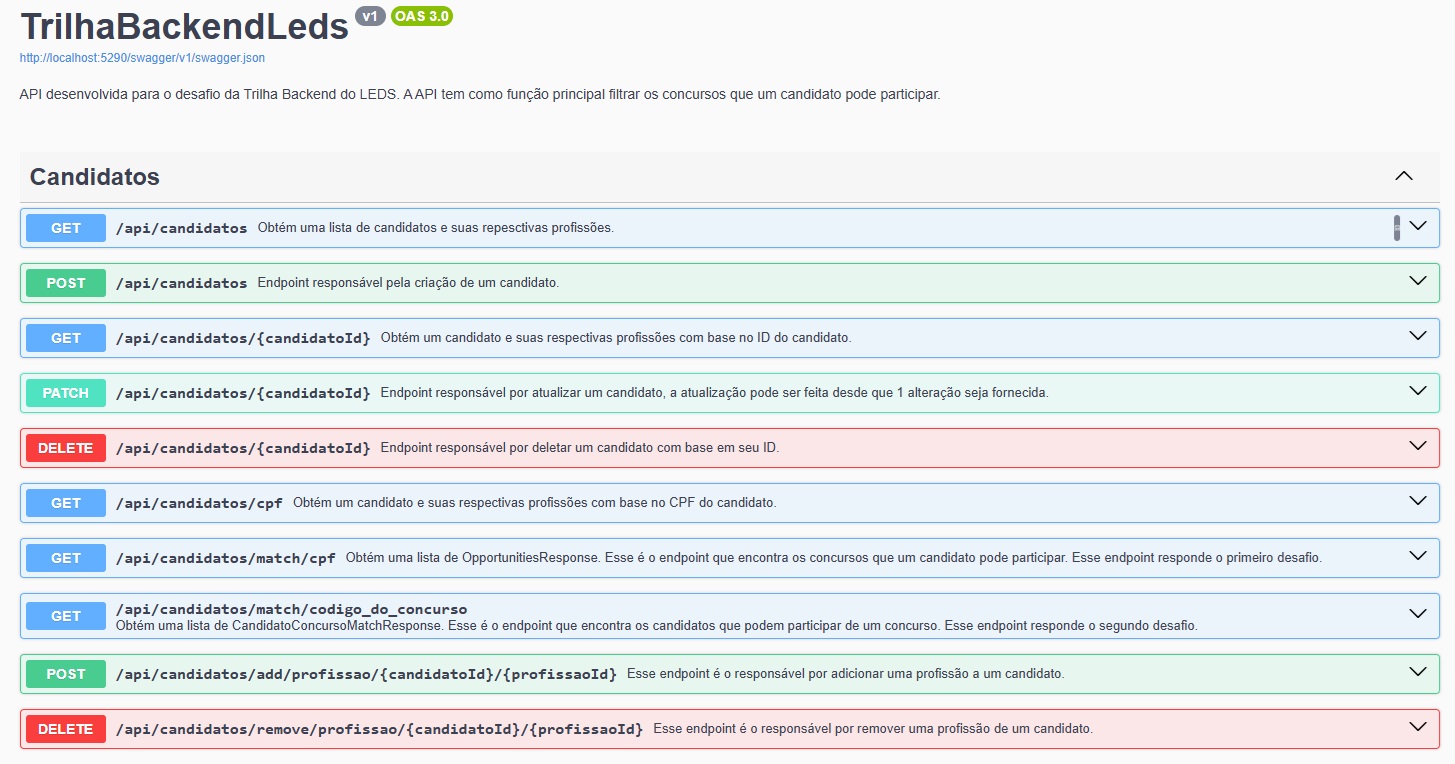 TrilhaBackendLeds v1 OAS 3.0
http://localhost:5290/swagger/v1/swagger.json
API desenvolvida para o desafio da Trilha Backend do LEDS. A API tem como função principal filtrar os concursos que um candidato pode participar.
Candidatos
GET /api/candidatos Obtém uma lista de candidatos e suas repesctivas profissões.
POST /api/candidatos Endpoint responsável pela criação de um candidato.
GET /api/candidatos/{candidatoId} Obtém um candidato e suas respectivas profissões com base no ID do candidato.
PATCH /api/candidatos/{candidatoId} Endpoint responsável por atualizar um candidato, a atualização pode ser feita desde que 1 alteração seja fornecida.
DELETE /api/candidatos/{candidatoId} Endpoint responsável por deletar um candidato com base em seu ID.
GET /api/candidatos/cpf Obtém um candidato e suas respectivas profissões com base no CPF do candidato.
GET /api/candidatos/match/cpf Obtém uma lista de OpportunitiesResponse. Esse é o endpoint que encontra os concursos que um candidato pode participar. Esse endpoint responde o primeiro desafio.
GET /api/candidatos/match/codigo_do_concurso
Obtém uma lista de CandidatoConcursoMatchResponse. Esse é o endpoint que encontra os candidatos que podem participar de um concurso. Esse endpoint responde o segundo desafio.
POST /api/candidatos/add/profissao/{candidatoId}/{profissaoId} Esse endpoint é o responsável por adicionar uma profissão a um candidato.
DELETE /api/candidatos/remove/profissao/{candidatoId}/{profissaoId} Esse endpoint é o responsável por remover uma profissão de um candidato.